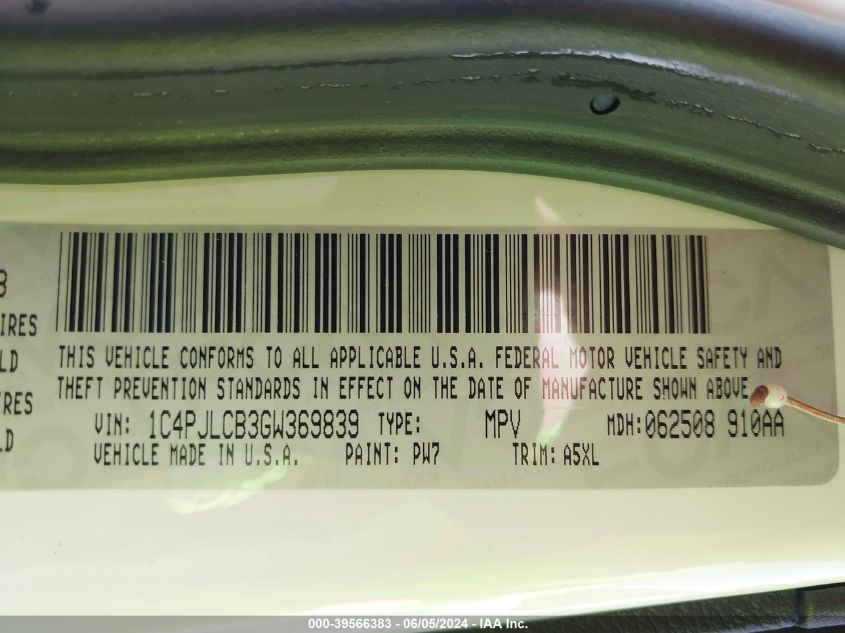 8
IRES
LD
THIS VEHICLE CONFORMS TO ALL APPLICABLE U.S.A. FEDERAL MOTOR VEHICLE SAFETY AND
IRES
THEFT PREVENTION STANDARDS IN EFFECT ON THE DATE OF MANUFACTURE SHOWN ABOVE
LD
VIN: 1C4PJLCB3GW369839 TYPE: MPV MDH: 062508 910AA
VEHICLE MADE IN U.S.A. PAINT: PW7 TRIM: A5XL
000-39566383 - 06/05/2024 - IAA Inc.